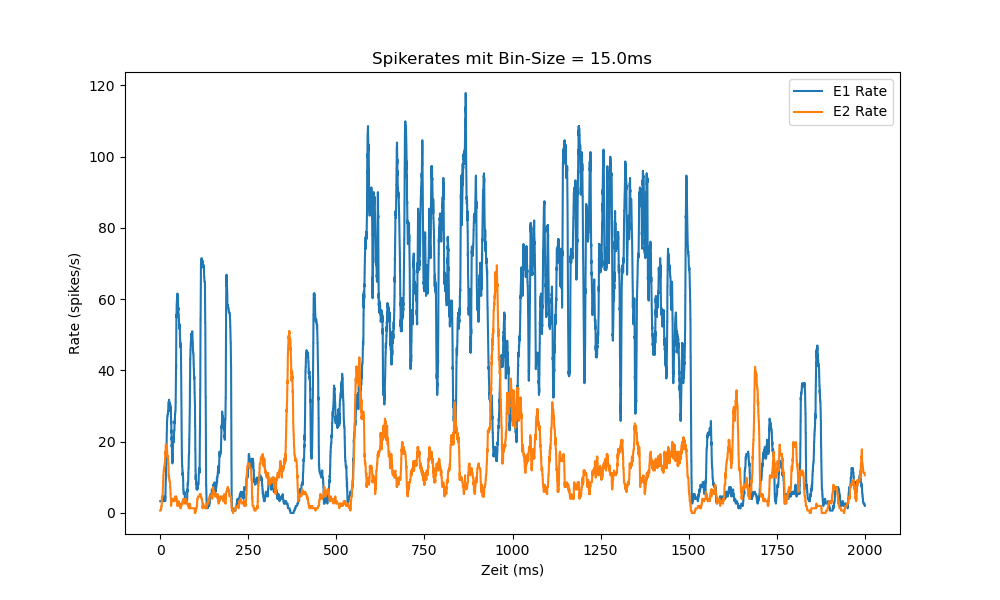 Spikerates mit Bin-Size = 15.0ms
E1 Rate
E2 Rate
Rate (spikes/s)
120
100
80
60
40
20
0
0 250 500 750 1000 1250 1500 1750 2000
Zeit (ms)